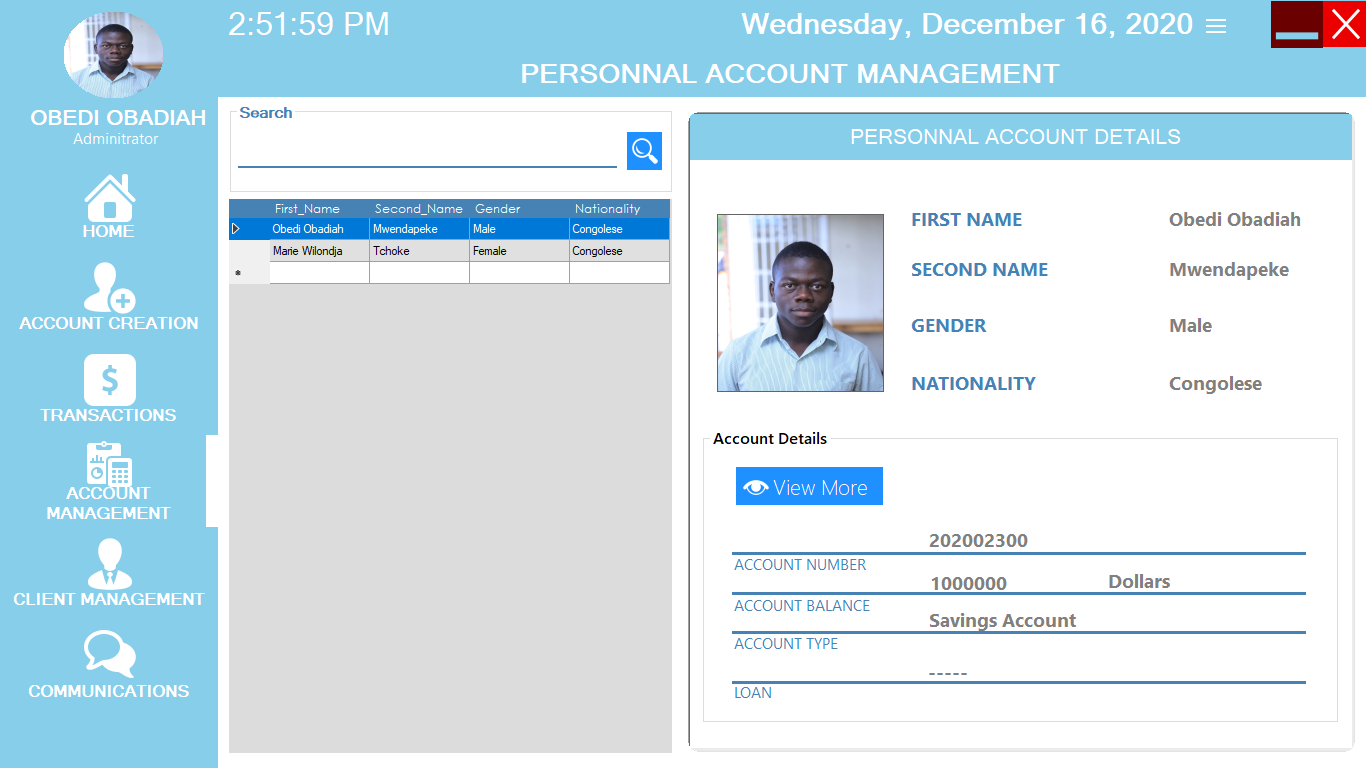 2:51:59 PM
Wednesday, December 16, 2020
PERSONNAL ACCOUNT MANAGEMENT
OBEDI OBADIAH
Adminitrator
HOME
ACCOUNT CREATION
TRANSACTIONS
ACCOUNT
MANAGEMENT
CLIENT MANAGEMENT
COMMUNICATIONS
Search
First_Name Second_Name Gender Nationality
Obedi Obadiah Mwendapeke Male Congolese
Marie Wilondja Tchoke Female Congolese
PERSONNAL ACCOUNT DETAILS
FIRST NAME Obedi Obadiah
SECOND NAME Mwendapeke
GENDER Male
NATIONALITY Congolese
Account Details
View More
202002300
ACCOUNT NUMBER
1000000 Dollars
ACCOUNT BALANCE
Savings Account
ACCOUNT TYPE
-----
LOAN